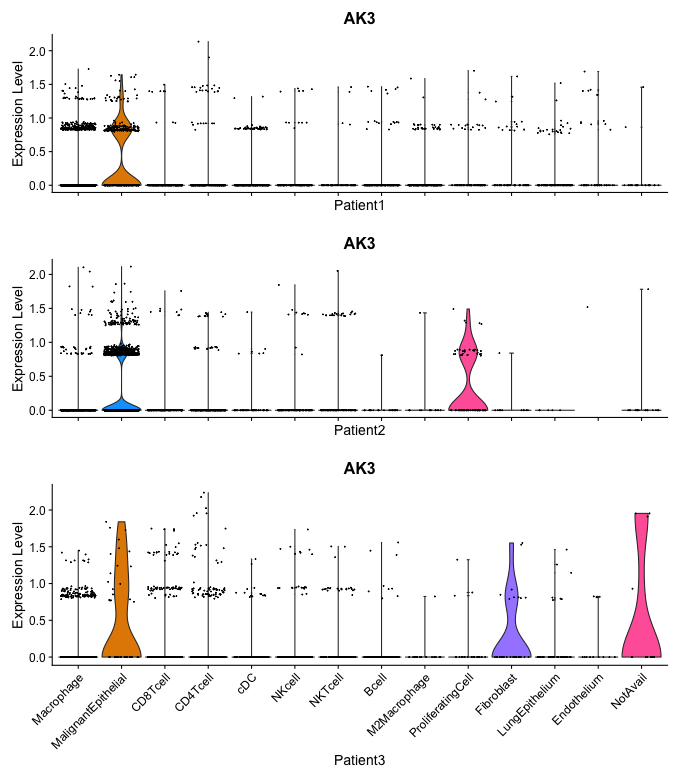 AK3
Expression Level
2.0
1.5
1.0
0.5
0.0
Patient1
AK3
Expression Level
2.0
1.5
1.0
0.5
0.0
Patient2
AK3
Expression Level
2.0
1.5
1.0
0.5
0.0
Macrophage
MalignantEpithelial
CD8Tcell
CD4Tcell
cDC
NKcell
NKTcell
Bcell
M2Macrophage
ProliferatingCell
Fibroblast
LungEpithelium
Endothelium
NotAvail
Patient3